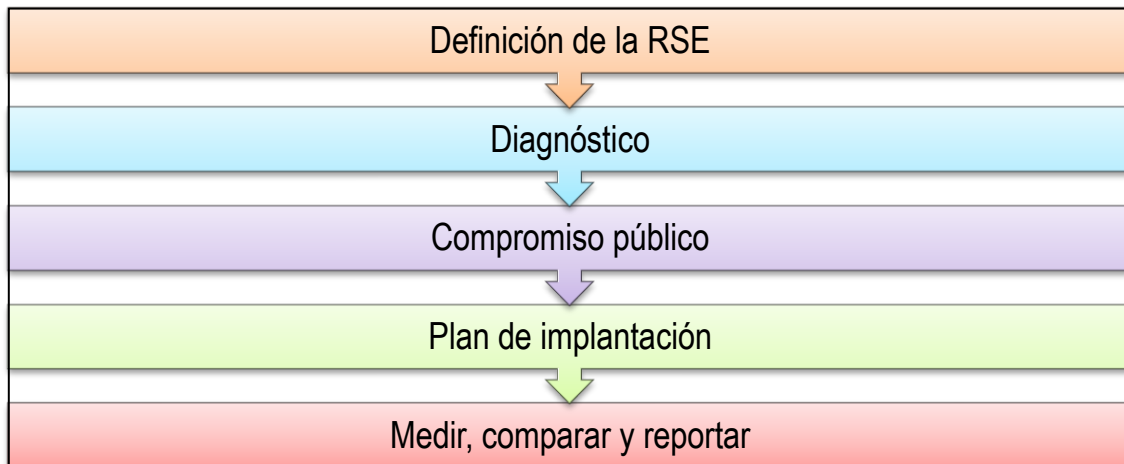 Definición de la RSE
Diagnóstico
Compromiso público
Plan de implantación
Medir, comparar y reportar